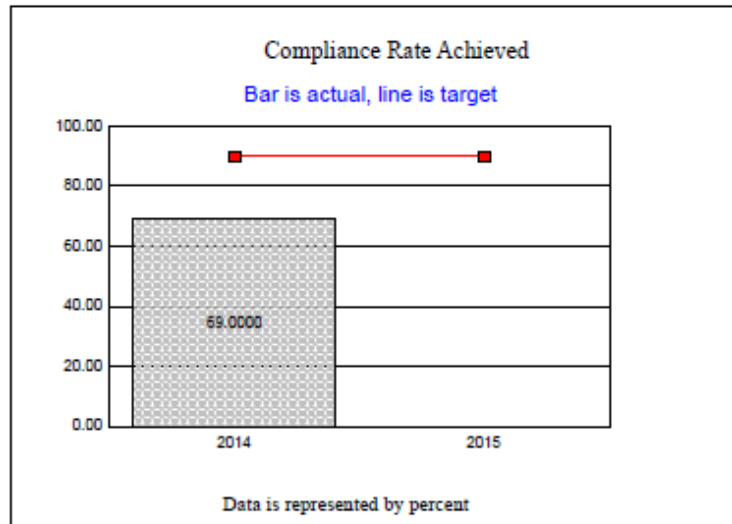 Compliance Rate Achieved
Bar is actual, line is target
100.00
80.00
60.00
40.00
20.00
0.00
69.0000
2014 2015
Data is represented by percent